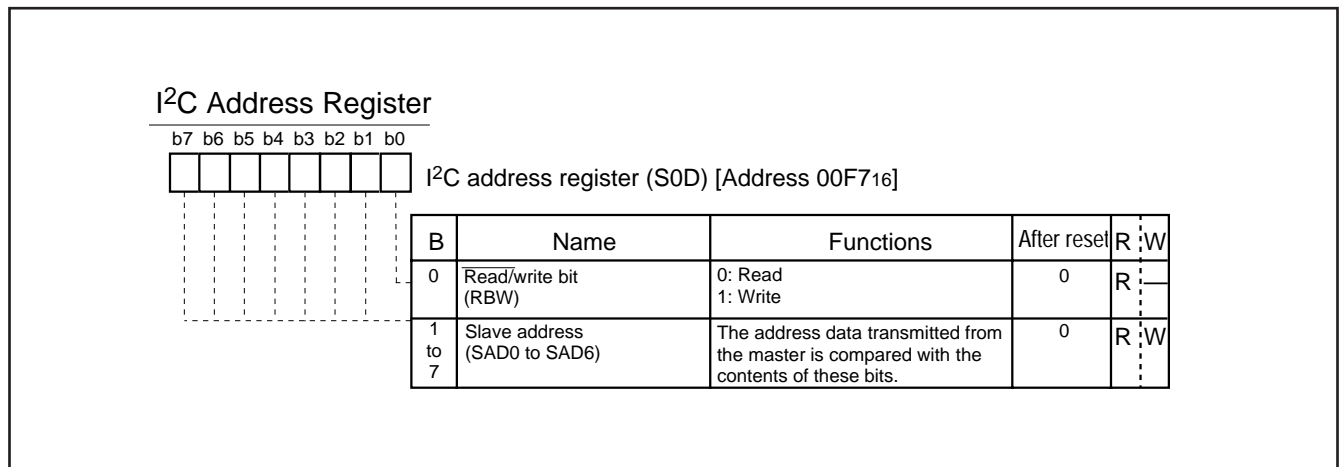 I²C Address Register
b7 b6 b5 b4 b3 b2 b1 b0
I²C address register (S0D) [Address 00F7₁₆]
B Name Functions After reset R W
0 Read/write bit 0: Read 0 R —
(RBW) 1: Write
1 Slave address The address data transmitted from 0 R W
to (SAD0 to SAD6) the master is compared with the
7 contents of these bits.